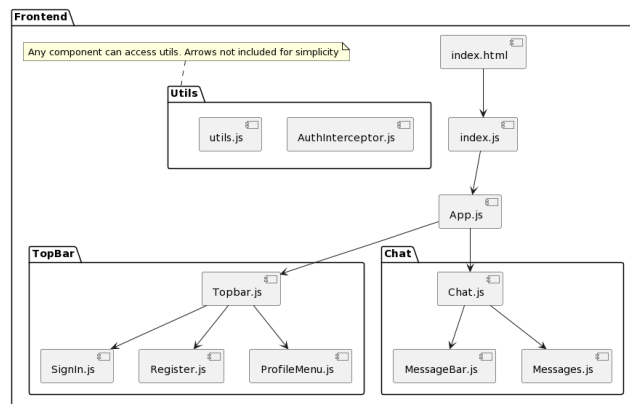 Frontend
Any component can access utils. Arrows not included for simplicity
index.html
Utils
utils.js
AuthInterceptor.js
index.js
App.js
TopBar
Chat
Topbar.js
Chat.js
SignIn.js
Register.js
ProfileMenu.js
MessageBar.js
Messages.js